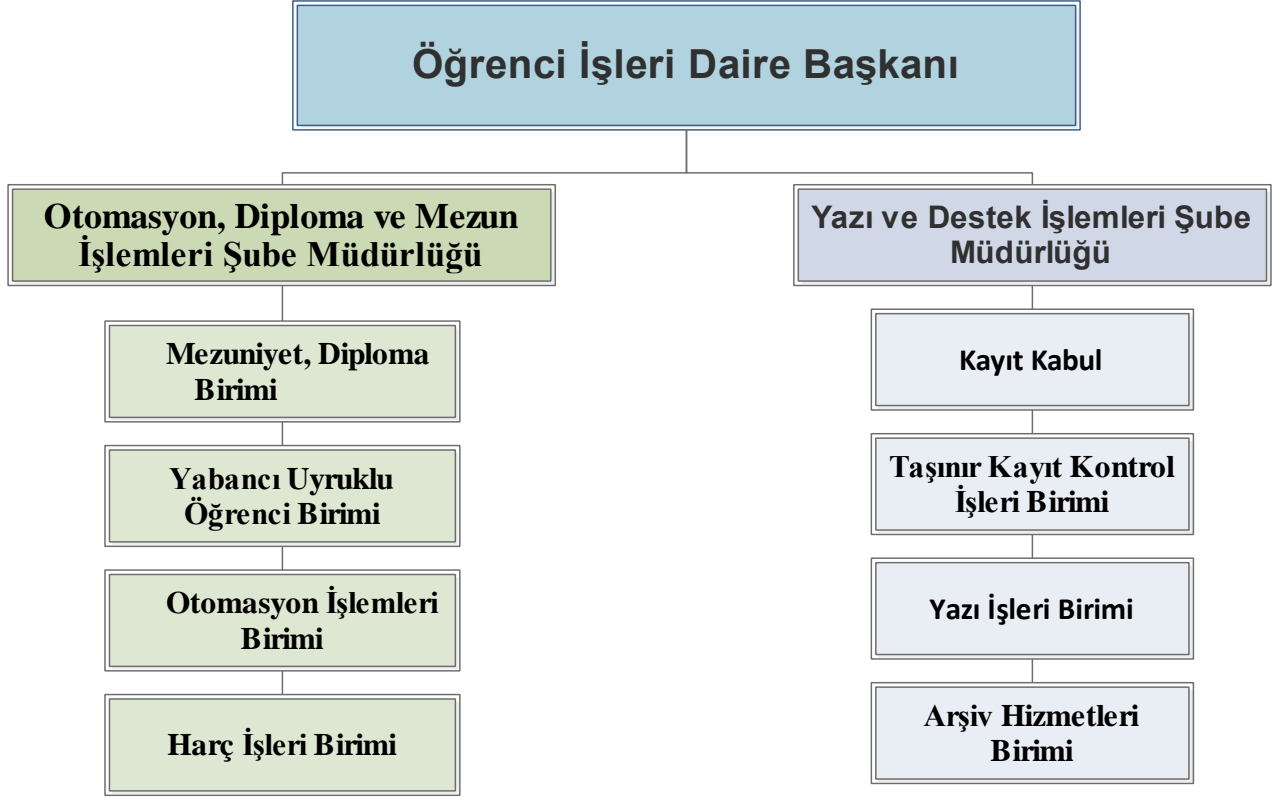 Öğrenci İşleri Daire Başkanı
Otomasyon, Diploma ve Mezun
İşlemleri Şube Müdürlüğü
Mezuniyet, Diploma
Birimi
Yabancı Uyruklu
Öğrenci Birimi
Otomasyon İşlemleri
Birimi
Harç İşleri Birimi
Yazı ve Destek İşlemleri Şube
Müdürlüğü
Kayıt Kabul
Taşınır Kayıt Kontrol
İşleri Birimi
Yazı İşleri Birimi
Arşiv Hizmetleri
Birimi